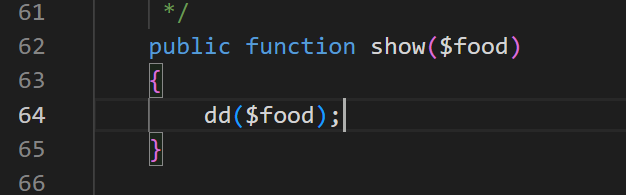 61 */
62 public function show($food)
63 {
64 dd($food);
65 }
66